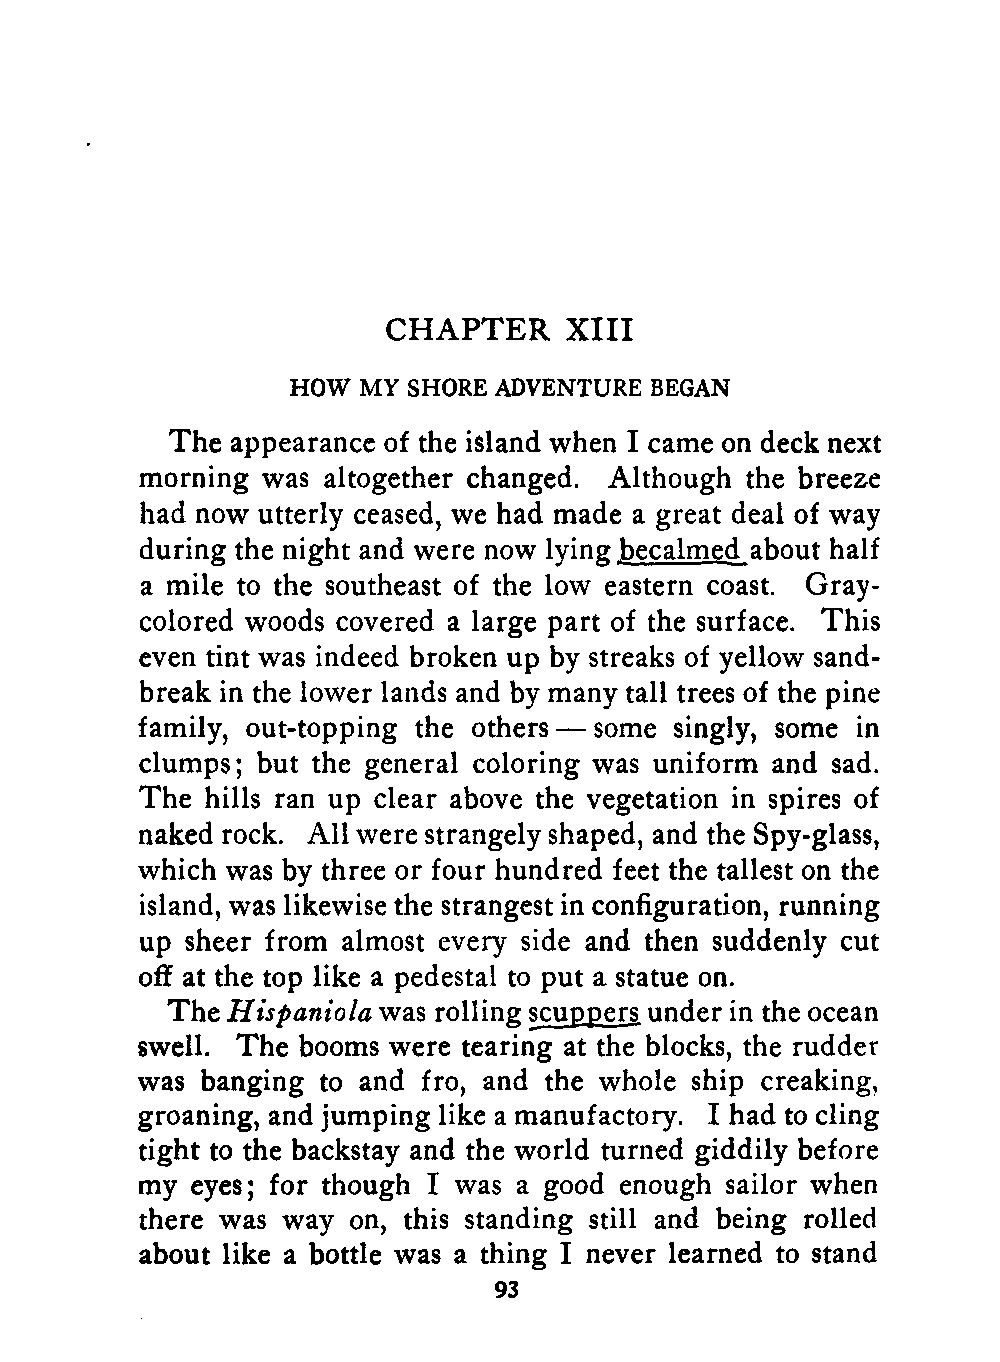 CHAPTER XIII
HOW MY SHORE ADVENTURE BEGAN
The appearance of the island when I came on deck next
morning was altogether changed. Although the breeze
had now utterly ceased, we had made a great deal of way
during the night and were now lying becalmed about half
a mile to the southeast of the low eastern coast. Gray-
colored woods covered a large part of the surface. This
even tint was indeed broken up by streaks of yellow sand-
break in the lower lands and by many tall trees of the pine
family, out-topping the others — some singly, some in
clumps; but the general coloring was uniform and sad.
The hills ran up clear above the vegetation in spires of
naked rock. All were strangely shaped, and the Spy-glass,
which was by three or four hundred feet the tallest on the
island, was likewise the strangest in configuration, running
up sheer from almost every side and then suddenly cut
off at the top like a pedestal to put a statue on.
The Hispaniola was rolling scuppers under in the ocean
swell. The booms were tearing at the blocks, the rudder
was banging to and fro, and the whole ship creaking,
groaning, and jumping like a manufactory. I had to cling
tight to the backstay and the world turned giddily before
my eyes; for though I was a good enough sailor when
there was way on, this standing still and being rolled
about like a bottle was a thing I never learned to stand
93